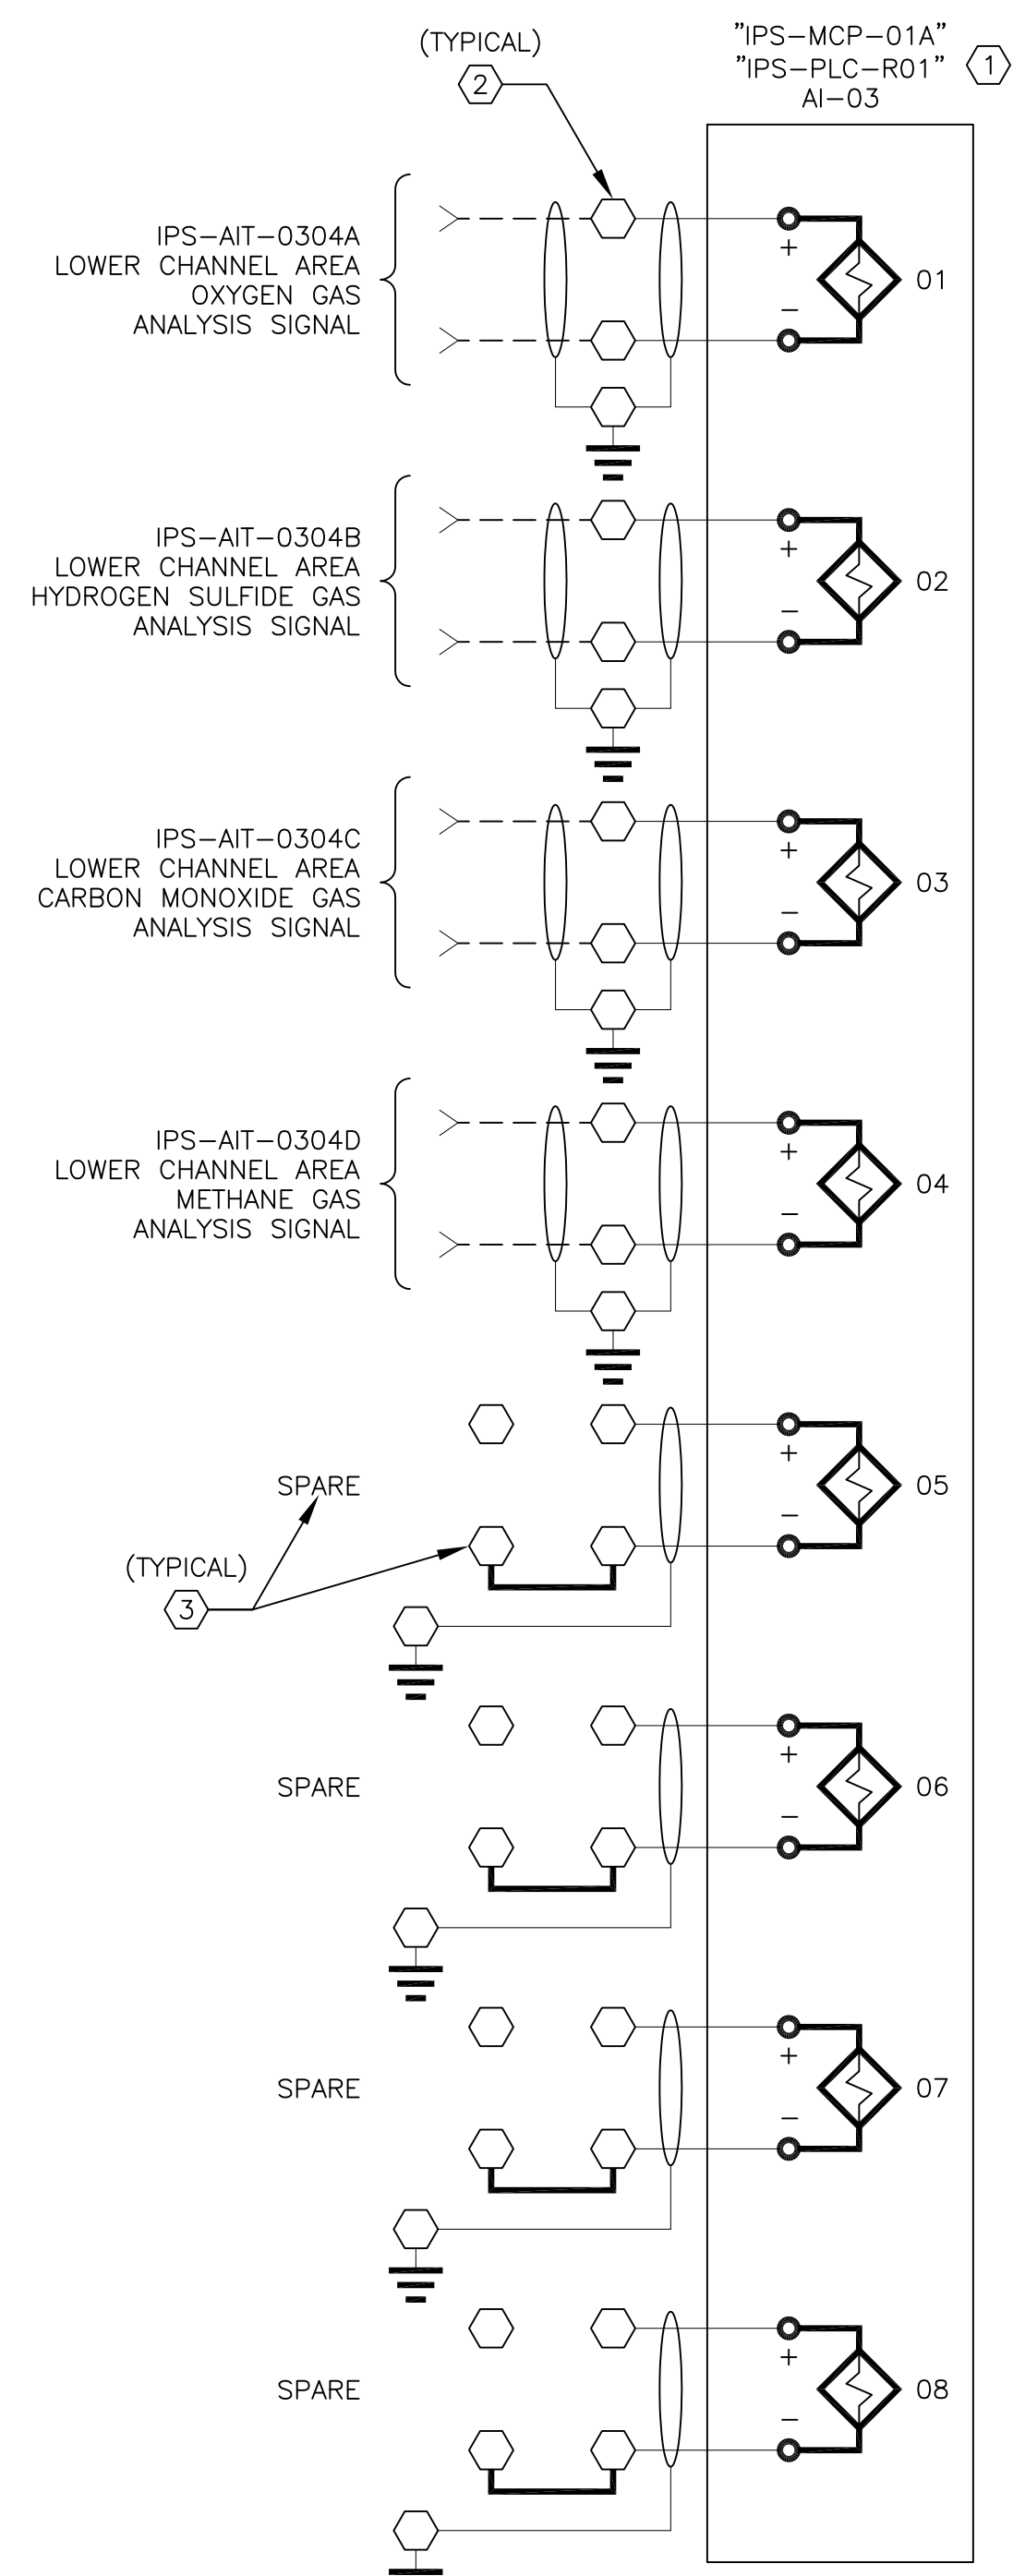 (TYPICAL)
2
"IPS-MCP-01A"
"IPS-PLC-R01"
AI-03
1
IPS-AIT-0304A
LOWER CHANNEL AREA
OXYGEN GAS
ANALYSIS SIGNAL
+
−
01
IPS-AIT-0304B
LOWER CHANNEL AREA
HYDROGEN SULFIDE GAS
ANALYSIS SIGNAL
+
−
02
IPS-AIT-0304C
LOWER CHANNEL AREA
CARBON MONOXIDE GAS
ANALYSIS SIGNAL
+
−
03
IPS-AIT-0304D
LOWER CHANNEL AREA
METHANE GAS
ANALYSIS SIGNAL
+
−
04
SPARE
+
−
05
(TYPICAL)
3
SPARE
+
−
06
SPARE
+
−
07
SPARE
+
−
08